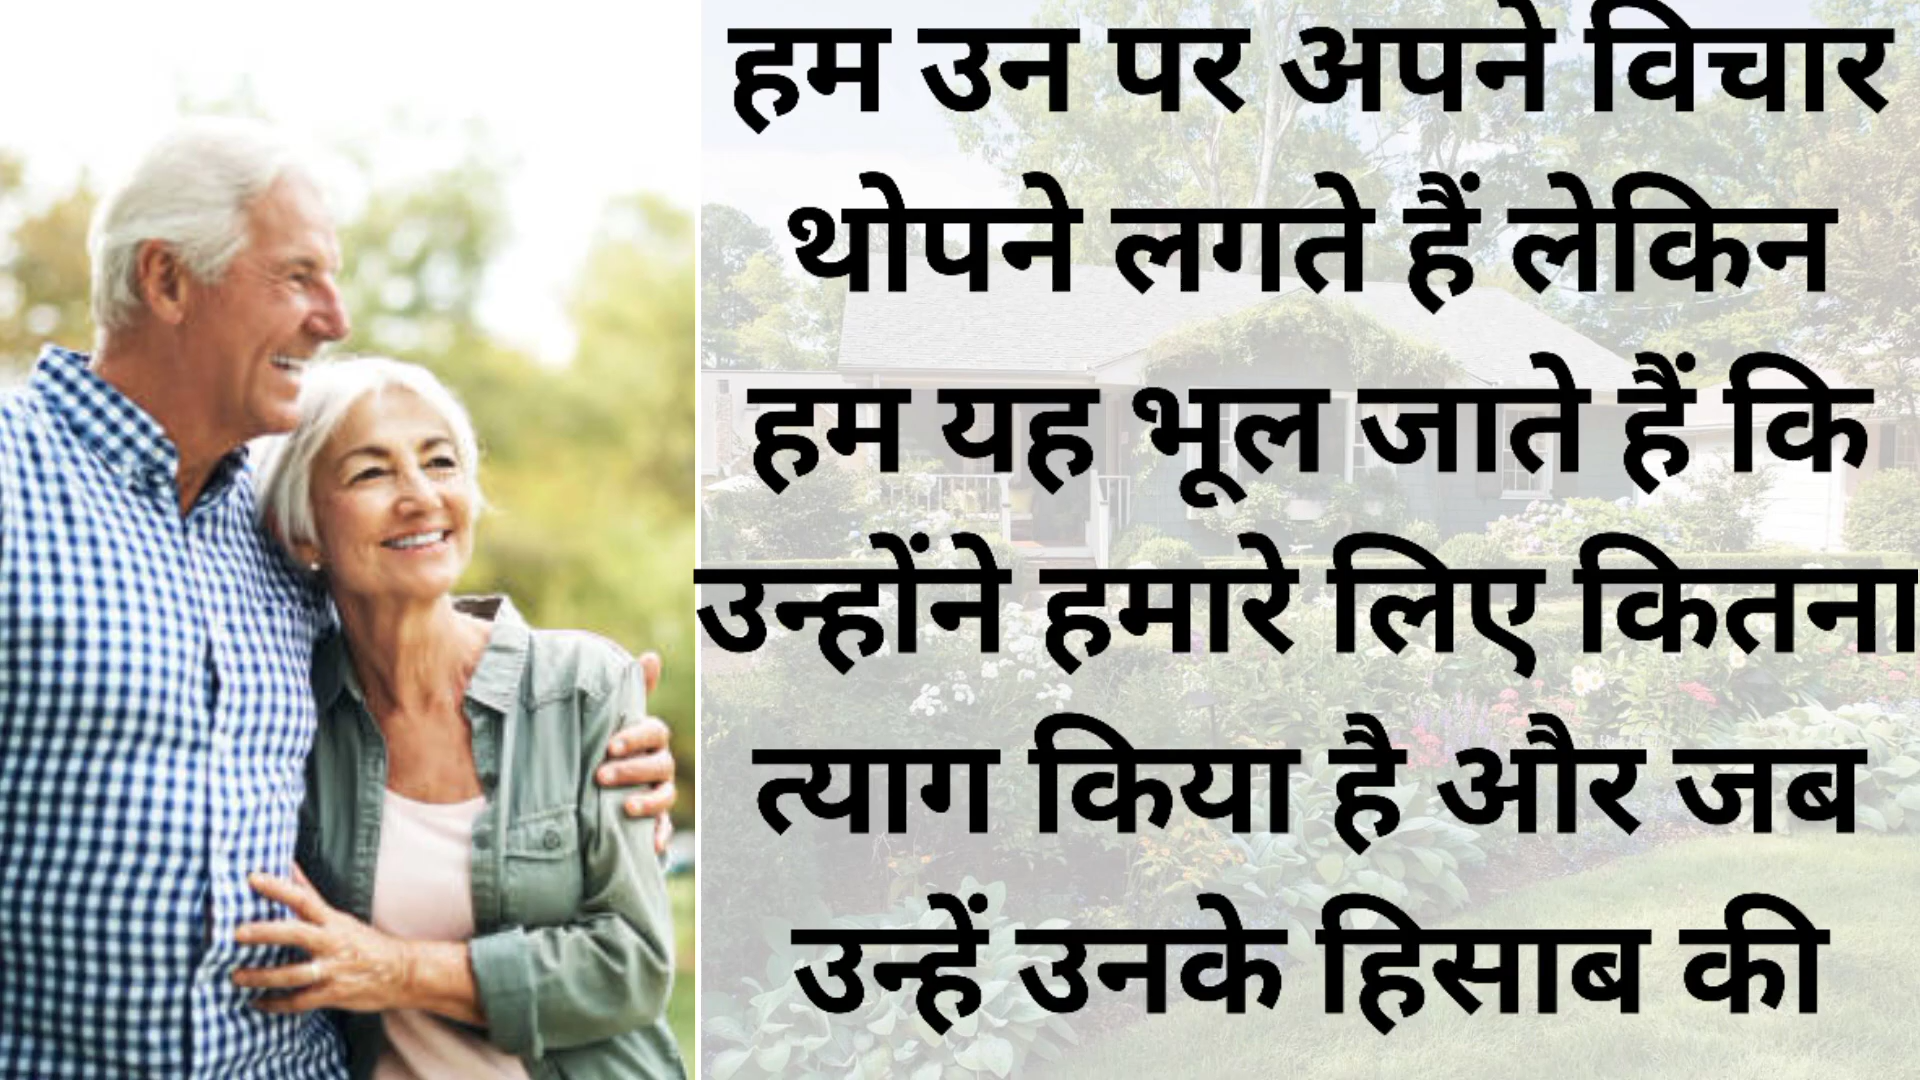 हम उन पर अपने विचार
थोपने लगते हैं लेकिन
हम यह भूल जाते हैं कि
उन्होंने हमारे लिए कितना
त्याग किया है और जब
उन्हें उनके हिसाब की